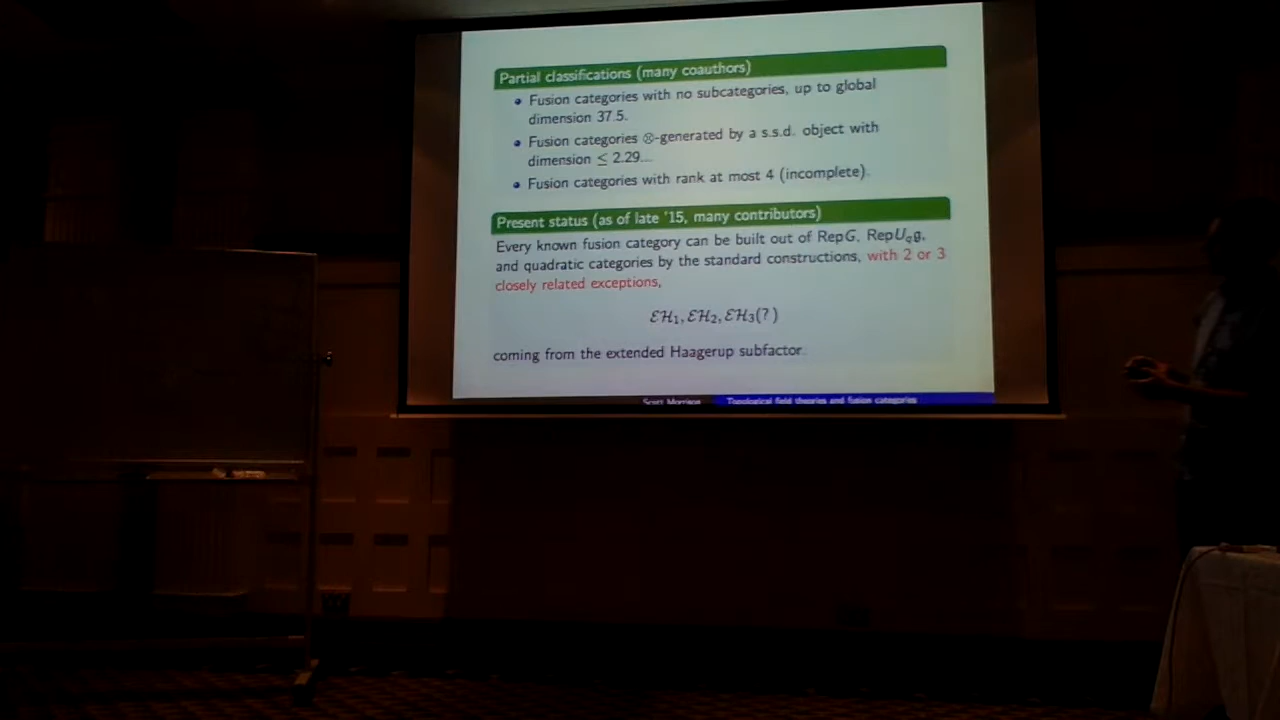 Partial classifications (many coauthors)
• Fusion categories with no subcategories, up to global
dimension 37.5.
• Fusion categories ⊗-generated by a s.s.d. object with
dimension ≤ 2.29...
• Fusion categories with rank at most 4 (incomplete).
Present status (as of late '15, many contributors)
Every known fusion category can be built out of RepG, RepU_q𝔤,
and quadratic categories by the standard constructions, with 2 or 3
closely related exceptions,
ℰℋ₁, ℰℋ₂, ℰℋ₃(?)
coming from the extended Haagerup subfactor.
Scott Morrison Topological field theories and fusion categories